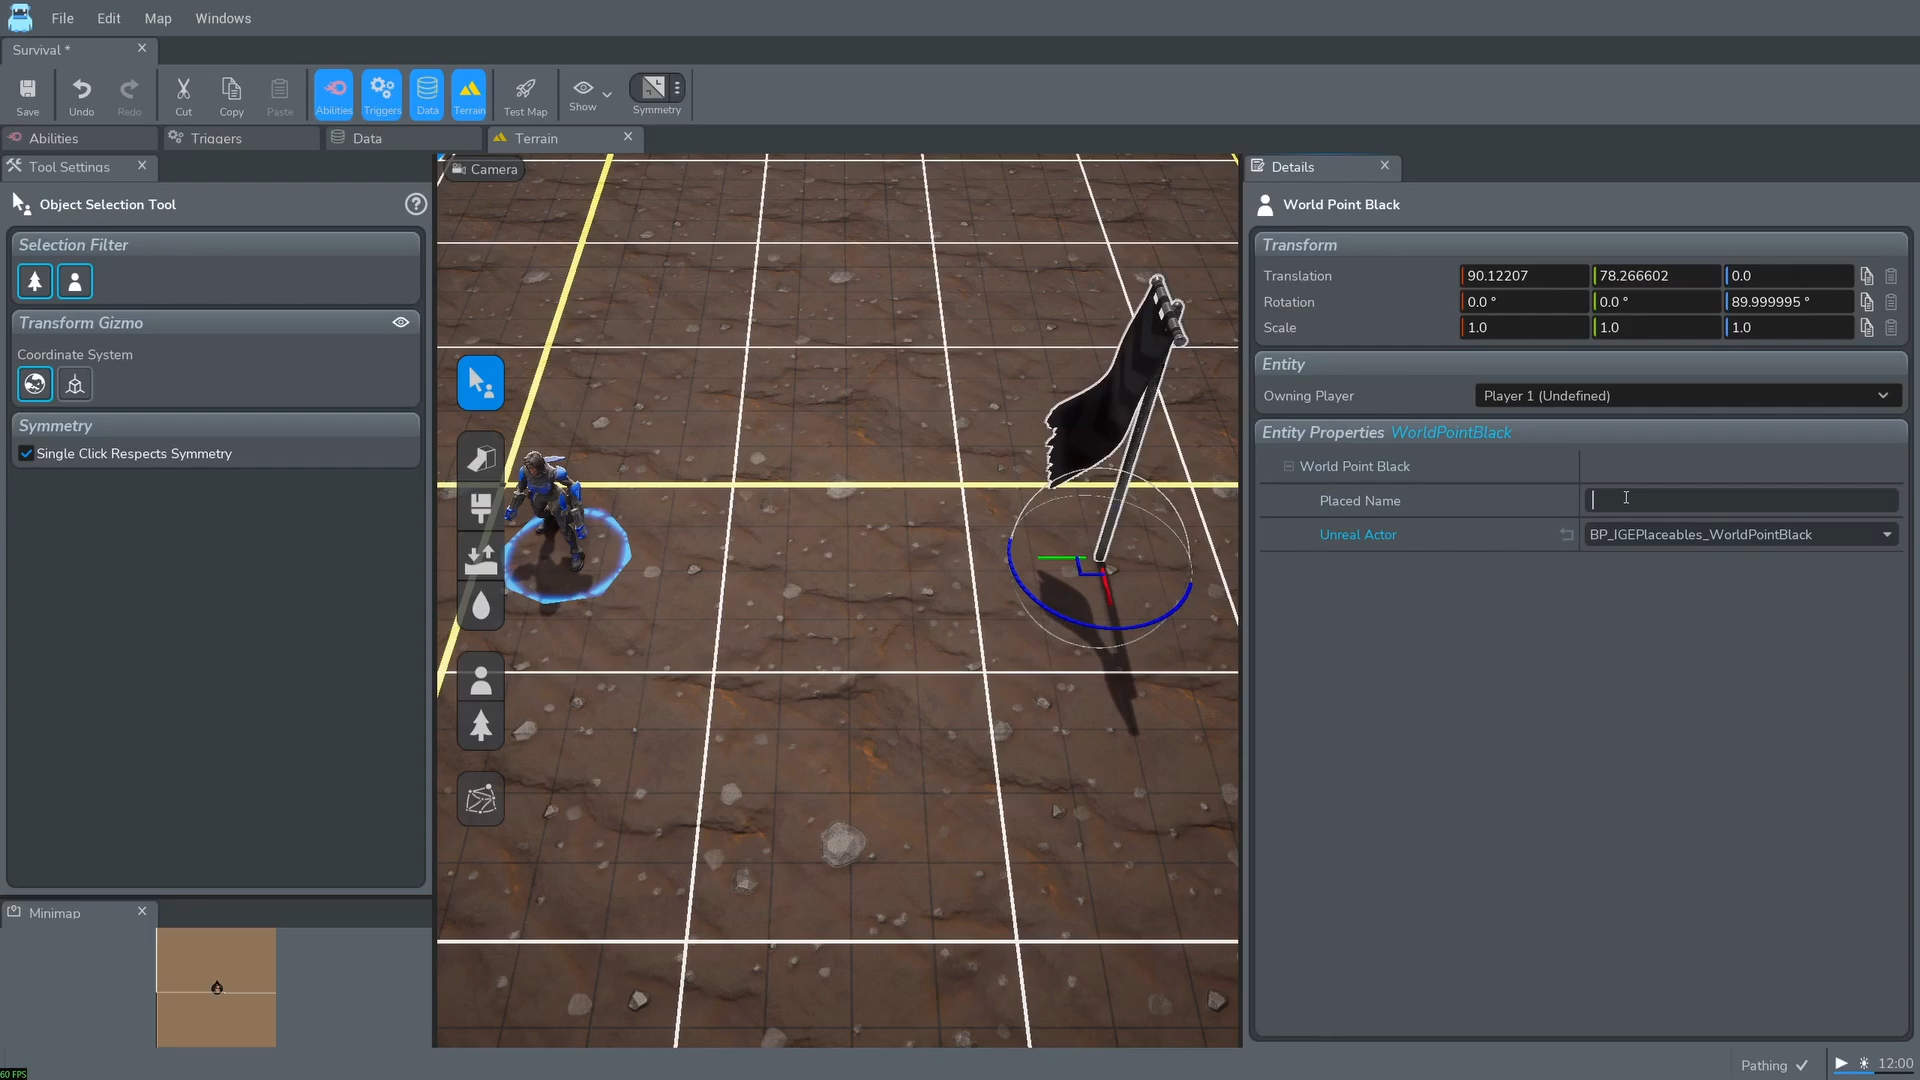 File Edit Map Windows
Survival *
Save Undo Redo Cut Copy Paste Abilities Triggers Data Terrain Test Map Show Symmetry
Abilities Triggers Data Terrain
Tool Settings
Object Selection Tool
Selection Filter
Transform Gizmo
Coordinate System
Symmetry
Single Click Respects Symmetry
Minimap
60 FPS
Camera
Details
World Point Black
Transform
Translation 90.12207 78.266602 0.0
Rotation 0.0 ° 0.0 ° 89.999995 °
Scale 1.0 1.0 1.0
Entity
Owning Player Player 1 (Undefined)
Entity Properties WorldPointBlack
World Point Black
Placed Name
Unreal Actor BP_IGEPlaceables_WorldPointBlack
Pathing 12:00